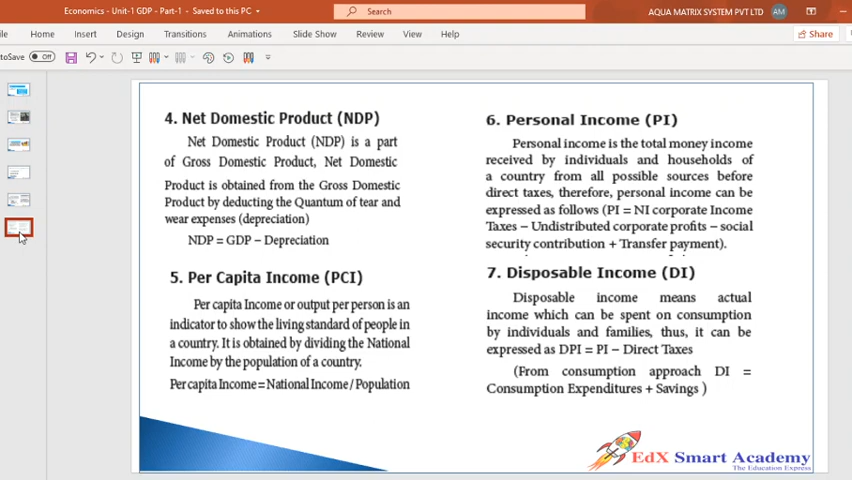 Economics - Unit-1 GDP - Part-1 - Saved to this PC
Search
AQUA MATRIX SYSTEM PVT LTD
AM
Home
Insert
Design
Transitions
Animations
Slide Show
Review
View
Help
Share
Off
4. Net Domestic Product (NDP)
Net Domestic Product (NDP) is a part
of Gross Domestic Product, Net Domestic
Product is obtained from the Gross Domestic
Product by deducting the Quantum of tear and
wear expenses (depreciation)
NDP = GDP – Depreciation
5. Per Capita Income (PCI)
Per capita Income or output per person is an
indicator to show the living standard of people in
a country. It is obtained by dividing the National
Income by the population of a country.
Per capita Income = National Income / Population
6. Personal Income (PI)
Personal income is the total money income
received by individuals and households of
a country from all possible sources before
direct taxes, therefore, personal income can be
expressed as follows (PI = NI corporate Income
Taxes – Undistributed corporate profits – social
security contribution + Transfer payment).
7. Disposable Income (DI)
Disposable income means actual
income which can be spent on consumption
by individuals and families, thus, it can be
expressed as DPI = PI – Direct Taxes
(From consumption approach DI =
Consumption Expenditures + Savings )
EdX Smart Academy
The Education Express